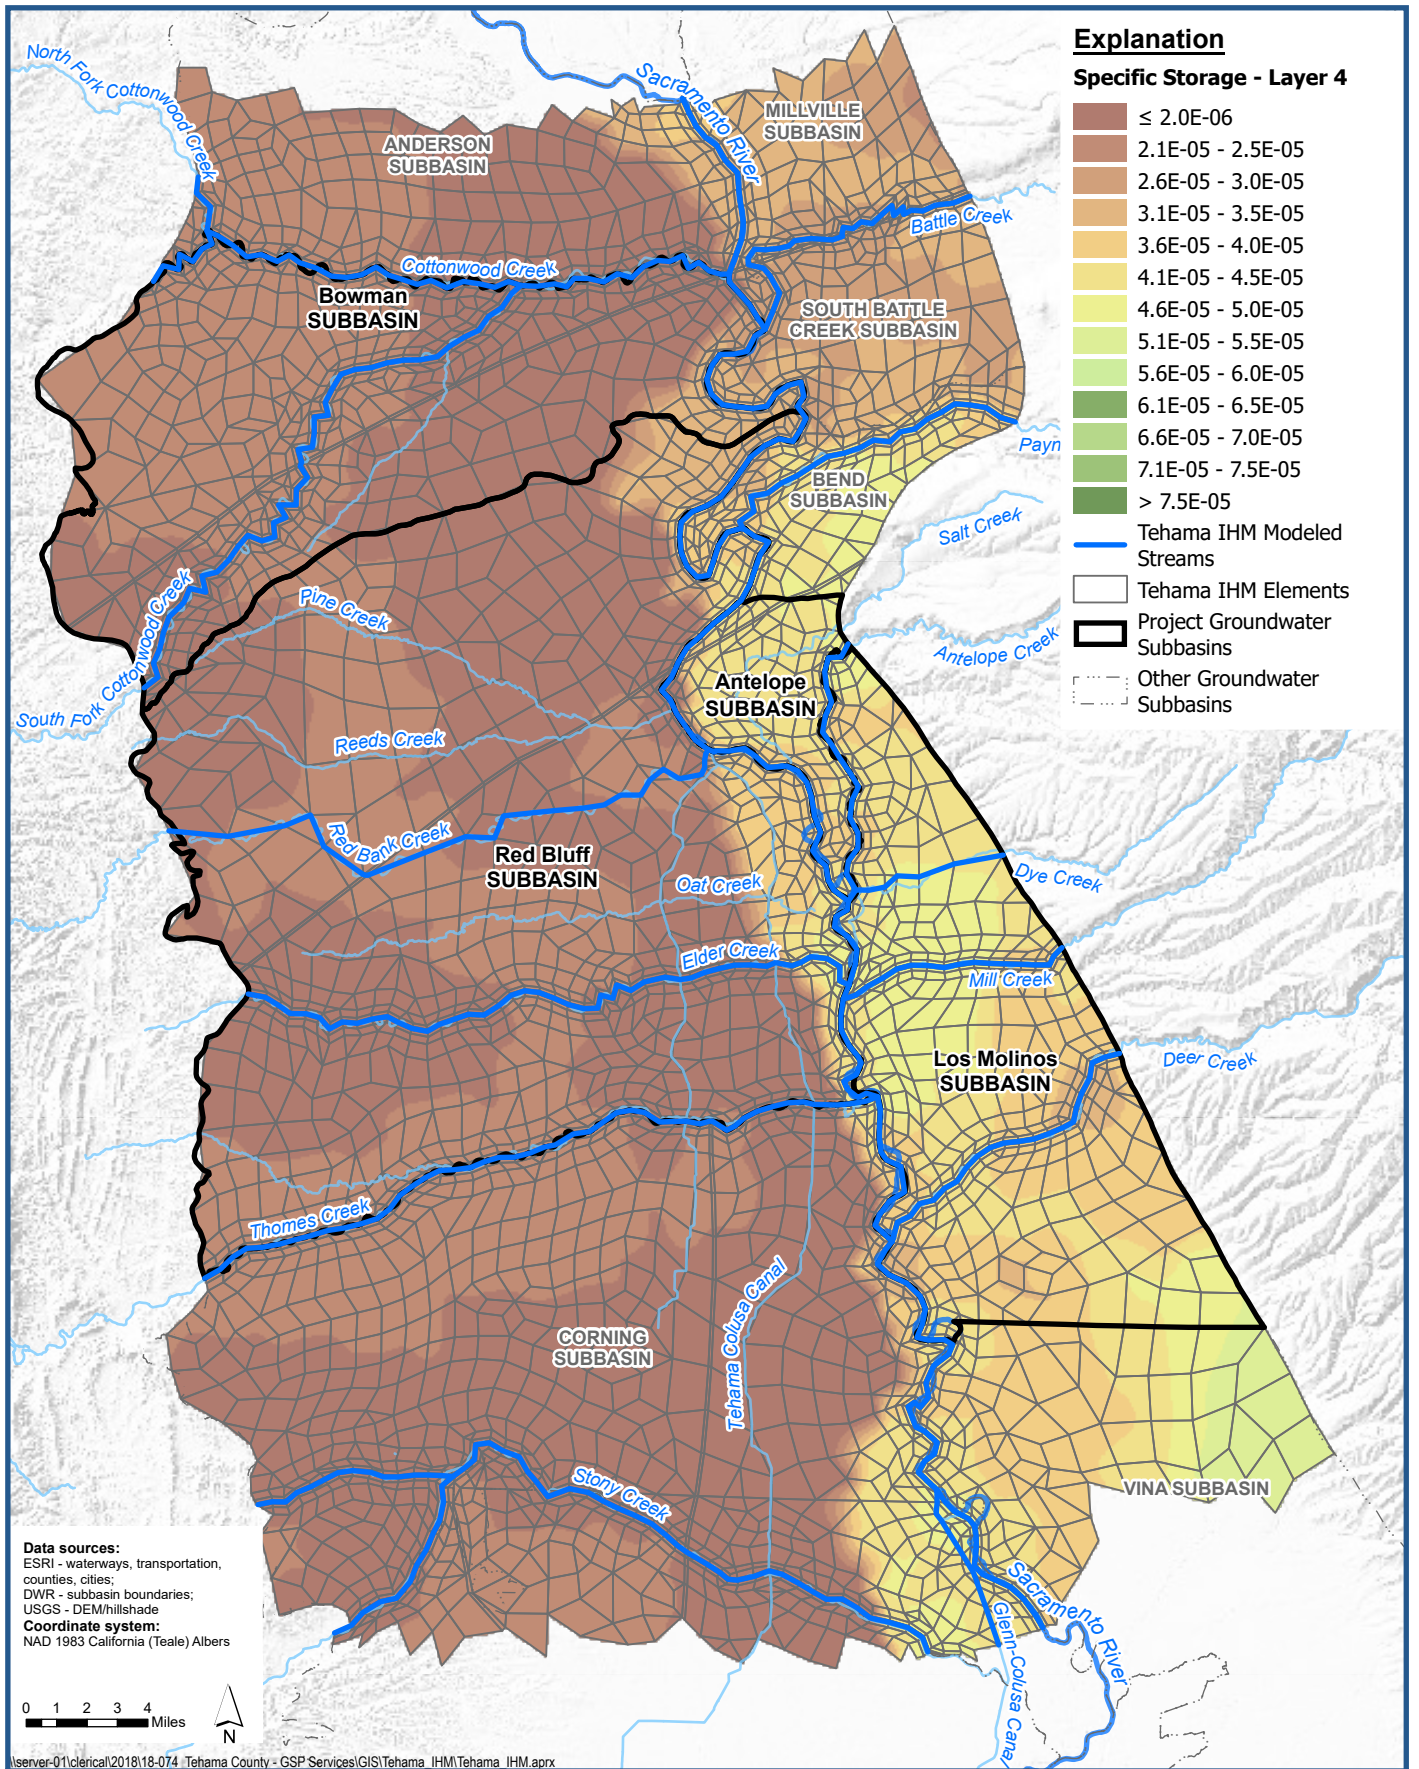 Explanation
Specific Storage - Layer 4
≤ 2.0E-06
2.1E-05 - 2.5E-05
2.6E-05 - 3.0E-05
3.1E-05 - 3.5E-05
3.6E-05 - 4.0E-05
4.1E-05 - 4.5E-05
4.6E-05 - 5.0E-05
5.1E-05 - 5.5E-05
5.6E-05 - 6.0E-05
6.1E-05 - 6.5E-05
6.6E-05 - 7.0E-05
7.1E-05 - 7.5E-05
> 7.5E-05
Tehama IHM Modeled
Streams
Tehama IHM Elements
Project Groundwater
Subbasins
Other Groundwater
Subbasins
North Fork Cottonwood Creek
Sacramento River
MILLVILLE
SUBBASIN
ANDERSON
SUBBASIN
Battle Creek
Cottonwood Creek
Bowman
SUBBASIN
SOUTH BATTLE
CREEK SUBBASIN
Payn
BEND
SUBBASIN
Salt Creek
Pine Creek
Antelope Creek
South Fork Cottonwood Creek
Antelope
SUBBASIN
Reeds Creek
Red Bank Creek
Red Bluff
SUBBASIN
Oat Creek
Dye Creek
Elder Creek
Mill Creek
Los Molinos
SUBBASIN
Deer Creek
Thomes Creek
Tehama Colusa Canal
CORNING
SUBBASIN
Stony Creek
VINA SUBBASIN
Sacramento River
Glenn-Colusa Canal
Data sources:
ESRI - waterways, transportation,
counties, cities;
DWR - subbasin boundaries;
USGS - DEM/hillshade
Coordinate system:
NAD 1983 California (Teale) Albers
0 1 2 3 4
Miles
N
\\server-01\clerical\2018\18-074_Tehama County - GSP Services\GIS\Tehama_IHM\Tehama_IHM.aprx